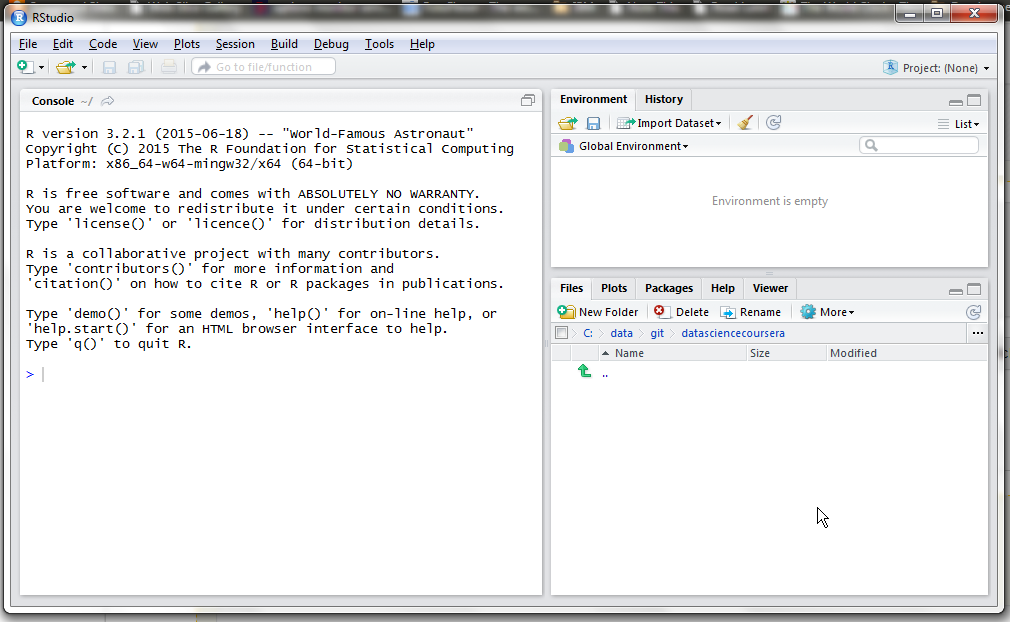 RStudio
File Edit Code View Plots Session Build Debug Tools Help
Go to file/function
Project: (None)
Console ~/
R version 3.2.1 (2015-06-18) -- "World-Famous Astronaut"
Copyright (C) 2015 The R Foundation for Statistical Computing
Platform: x86_64-w64-mingw32/x64 (64-bit)
R is free software and comes with ABSOLUTELY NO WARRANTY.
You are welcome to redistribute it under certain conditions.
Type 'license()' or 'licence()' for distribution details.
R is a collaborative project with many contributors.
Type 'contributors()' for more information and
'citation()' on how to cite R or R packages in publications.
Type 'demo()' for some demos, 'help()' for on-line help, or
'help.start()' for an HTML browser interface to help.
Type 'q()' to quit R.
>
Environment History
Import Dataset List
Global Environment
Environment is empty
Files Plots Packages Help Viewer
New Folder Delete Rename More
C: data git datasciencecoursera ...
Name Size Modified
..